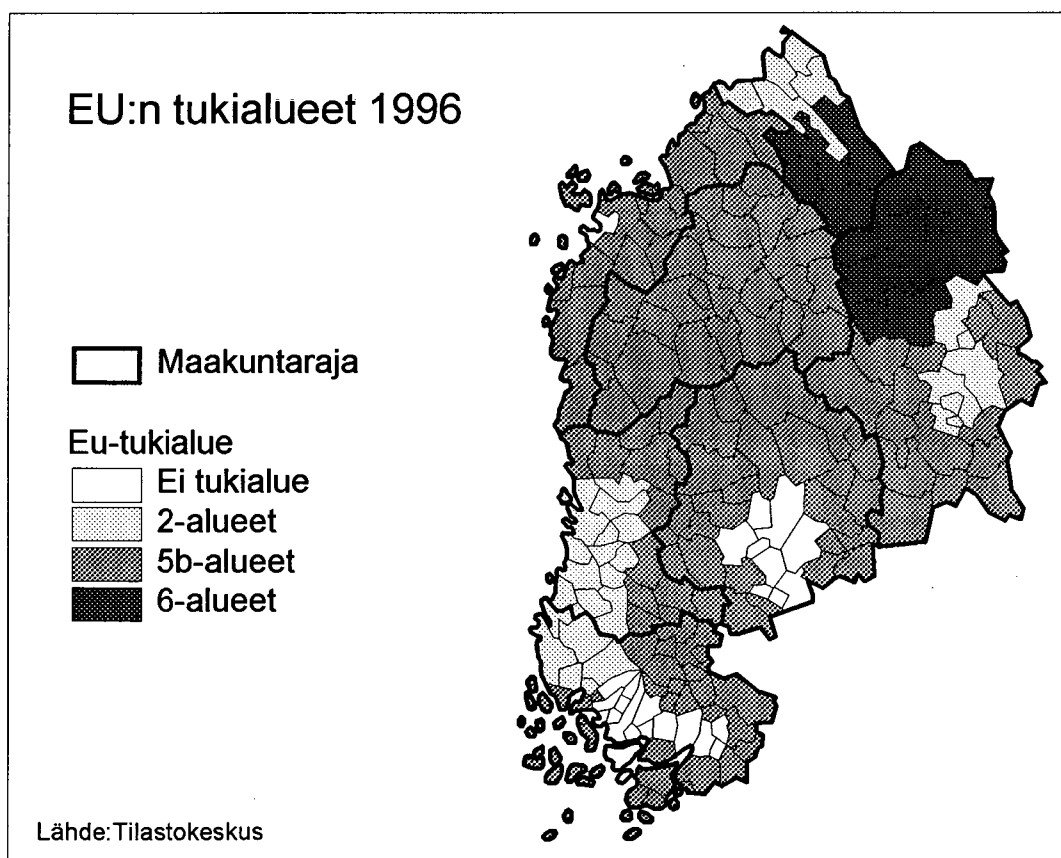 EU:n tukialueet 1996
Maakuntaraja
Eu-tukialue
Ei tukialue
2-alueet
5b-alueet
6-alueet
Lähde:Tilastokeskus